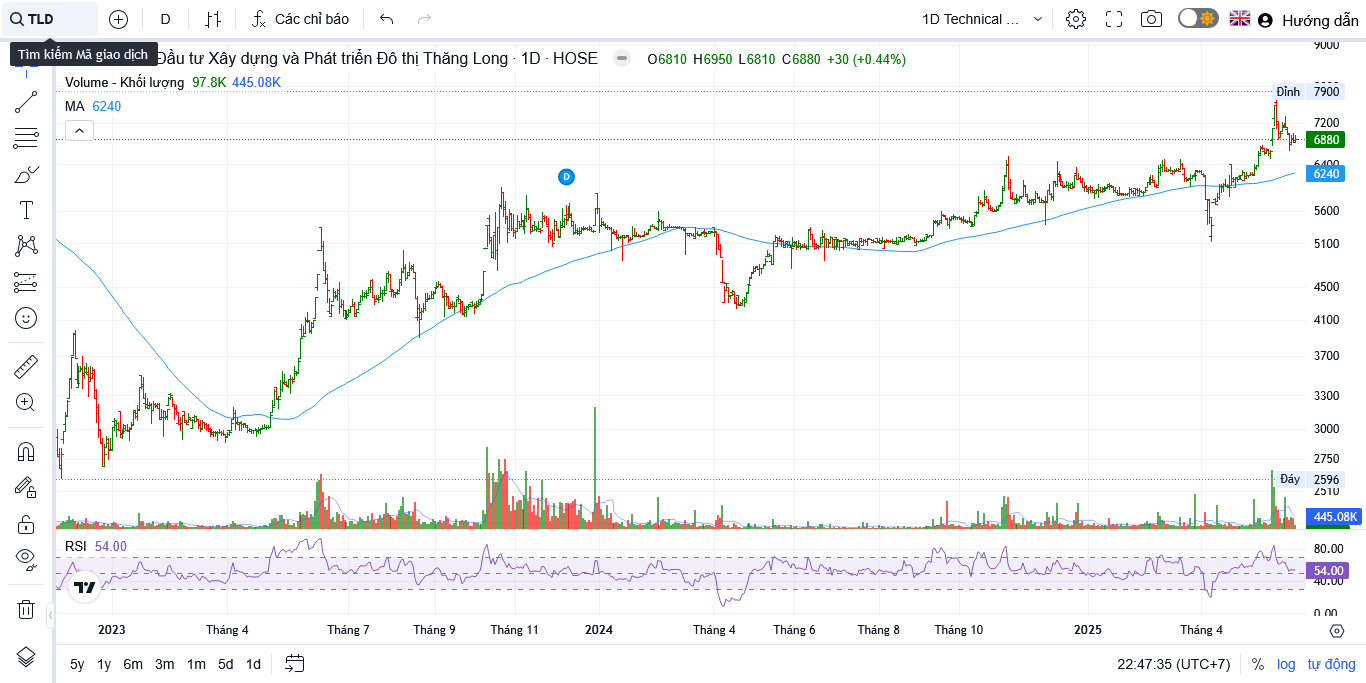 TLD
D
Các chỉ báo
1D Technical ...
Hướng dẫn
Tìm kiếm Mã giao dịch
Đầu tư Xây dựng và Phát triển Đô thị Thăng Long · 1D · HOSE
O6810 H6950 L6810 C6880 +30 (+0.44%)
Volume - Khối lượng 97.8K 445.08K
MA 6240
D
9000
Đỉnh 7900
7200
6880
6400
6240
5600
5100
4500
4100
3700
3300
3000
2750
Đáy 2596
2510
445.08K
RSI 54.00
80.00
54.00
40.00
0.00
2023 Tháng 4 Tháng 7 Tháng 9 Tháng 11 2024 Tháng 4 Tháng 6 Tháng 8 Tháng 10 2025 Tháng 4
5y 1y 6m 3m 1m 5d 1d
22:47:35 (UTC+7) % log tự động